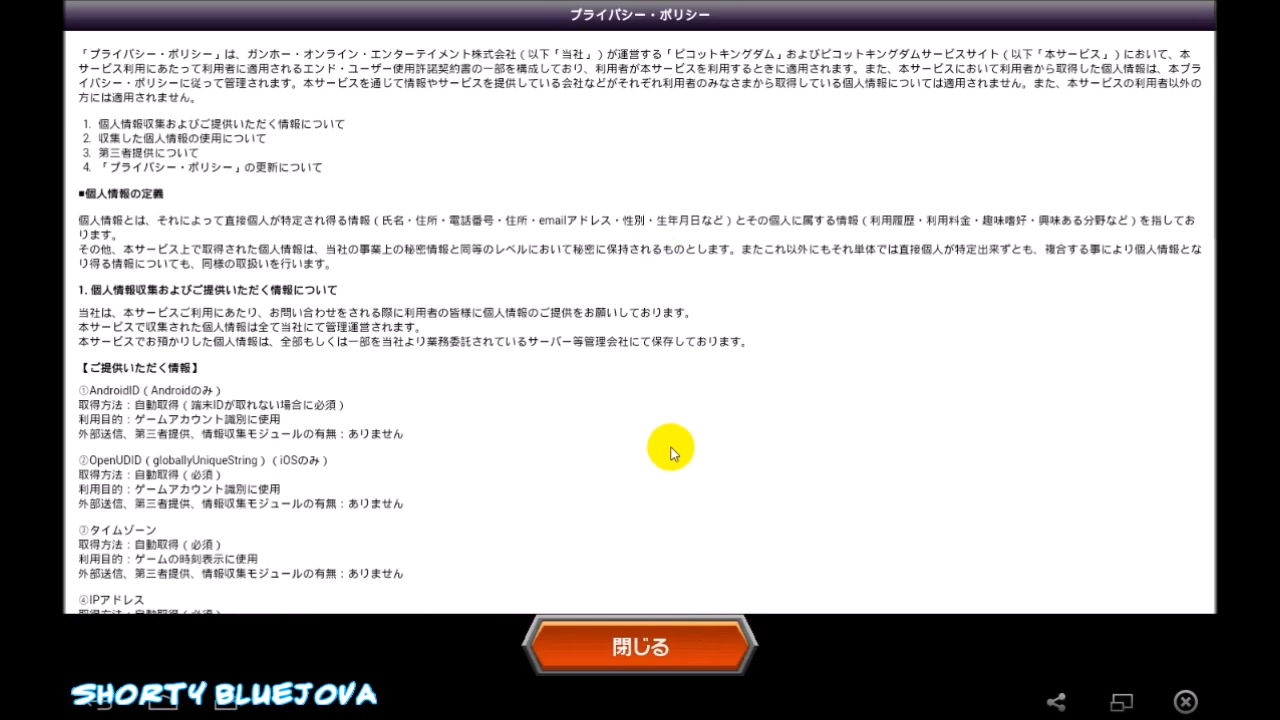 プライバシー・ポリシー
「プライバシー・ポリシー」は、ガンホー・オンライン・エンターテイメント株式会社（以下「当社」）が運営する「ピコットキングダム」およびピコットキングダムサービスサイト（以下「本サービス」）において、本
サービス利用にあたって利用者に適用されるエンド・ユーザー使用許諾契約書の一部を構成しており、利用者が本サービスを利用するときに適用されます。また、本サービスにおいて利用者から取得した個人情報は、本プラ
イバシー・ポリシーに従って管理されます。本サービスを通じて情報やサービスを提供している会社などがそれぞれ利用者のみなさまから取得している個人情報については適用されません。また、本サービスの利用者以外の
方には適用されません。
1. 個人情報収集およびご提供いただく情報について
2. 収集した個人情報の使用について
3. 第三者提供について
4. 「プライバシー・ポリシー」の更新について
■個人情報の定義
個人情報とは、それによって直接個人が特定され得る情報（氏名・住所・電話番号・住所・emailアドレス・性別・生年月日など）とその個人に属する情報（利用履歴・利用料金・趣味嗜好・興味ある分野など）を指してお
ります。
その他、本サービス上で取得された個人情報は、当社の事業上の秘密情報と同等のレベルにおいて秘密に保持されるものとします。またこれ以外にもそれ単体では直接個人が特定出来ずとも、複合する事により個人情報とな
り得る情報についても、同様の取扱いを行います。
1. 個人情報収集およびご提供いただく情報について
当社は、本サービスご利用にあたり、お問い合わせをされる際に利用者の皆様に個人情報のご提供をお願いしております。
本サービスで収集された個人情報は全て当社にて管理運営されます。
本サービスでお預かりした個人情報は、全部もしくは一部を当社より業務委託されているサーバー等管理会社にて保存しております。
【ご提供いただく情報】
①AndroidID（Androidのみ）
取得方法：自動取得（端末IDが取れない場合に必須）
利用目的：ゲームアカウント識別に使用
外部送信、第三者提供、情報収集モジュールの有無：ありません
②OpenUDID（globallyUniqueString）（iOSのみ）
取得方法：自動取得（必須）
利用目的：ゲームアカウント識別に使用
外部送信、第三者提供、情報収集モジュールの有無：ありません
③タイムゾーン
取得方法：自動取得（必須）
利用目的：ゲームの時刻表示に使用
外部送信、第三者提供、情報収集モジュールの有無：ありません
④IPアドレス
取得方法：自動取得（必須）
閉じる
SHORTY BLUEJOVA